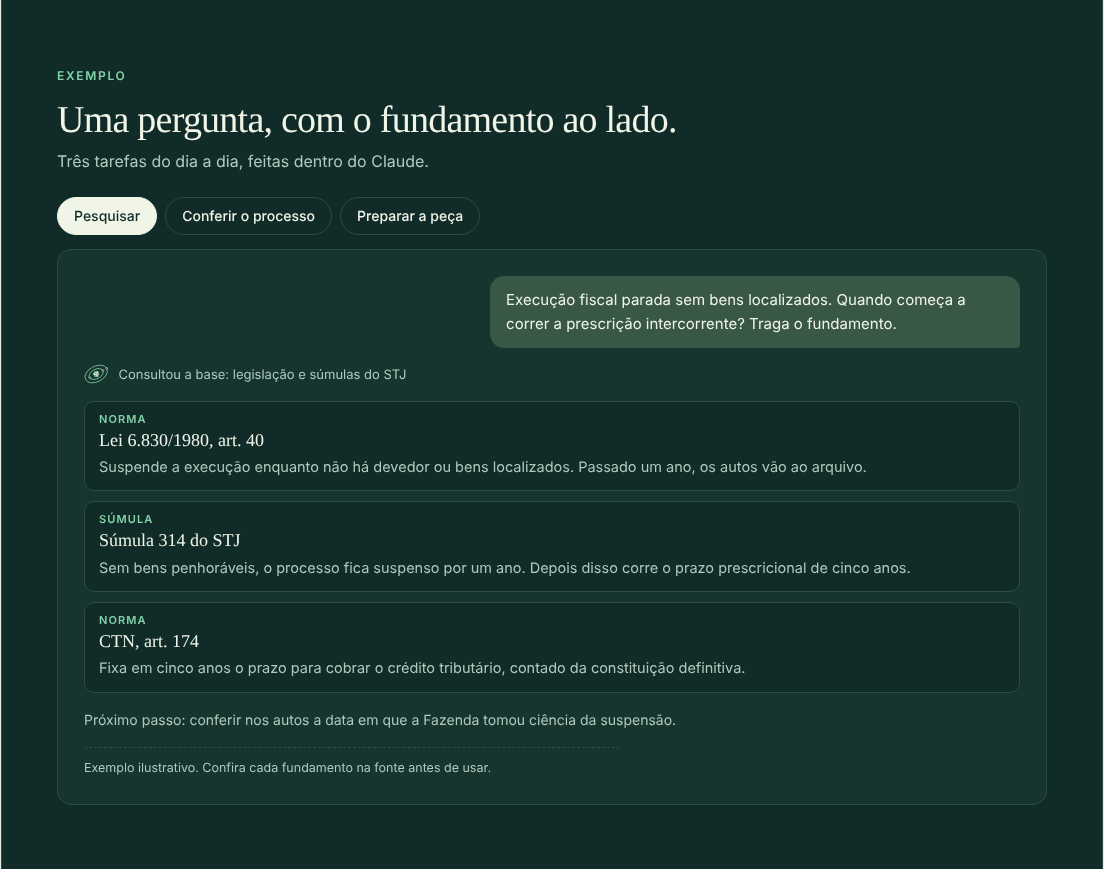 EXEMPLO
Uma pergunta, com o fundamento ao lado.
Três tarefas do dia a dia, feitas dentro do Claude.
Pesquisar
Conferir o processo
Preparar a peça
Execução fiscal parada sem bens localizados. Quando começa a
correr a prescrição intercorrente? Traga o fundamento.
Consultou a base: legislação e súmulas do STJ
NORMA
Lei 6.830/1980, art. 40
Suspende a execução enquanto não há devedor ou bens localizados. Passado um ano, os autos vão ao arquivo.
SÚMULA
Súmula 314 do STJ
Sem bens penhoráveis, o processo fica suspenso por um ano. Depois disso corre o prazo prescricional de cinco anos.
NORMA
CTN, art. 174
Fixa em cinco anos o prazo para cobrar o crédito tributário, contado da constituição definitiva.
Próximo passo: conferir nos autos a data em que a Fazenda tomou ciência da suspensão.
Exemplo ilustrativo. Confira cada fundamento na fonte antes de usar.